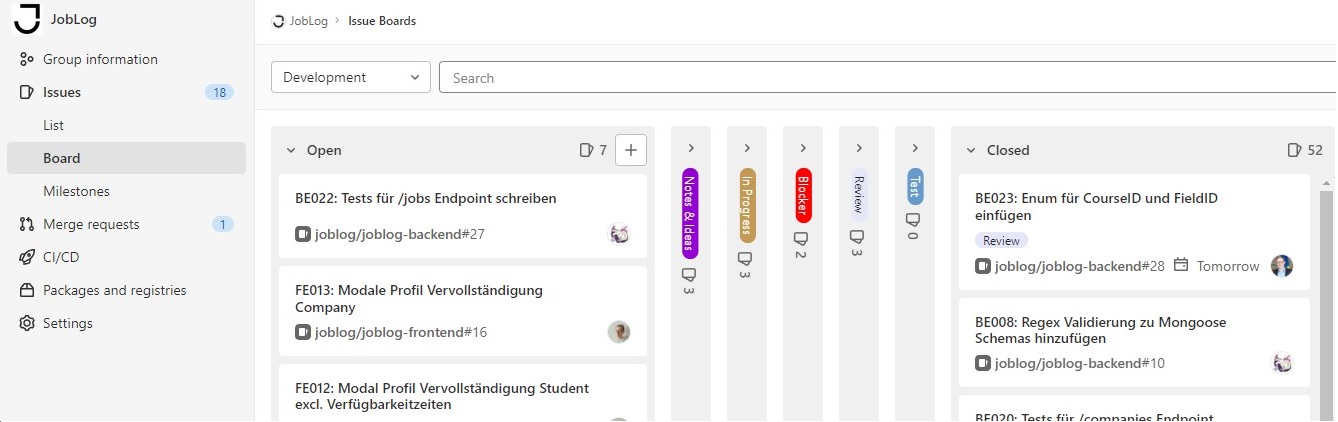 JobLog
Group information
Issues 18
List
Board
Milestones
Merge requests 1
CI/CD
Packages and registries
Settings
JobLog > Issue Boards
Development
Search
Open 7
BE022: Tests für /jobs Endpoint schreiben
joblog/joblog-backend#27
FE013: Modale Profil Vervollständigung
Company
joblog/joblog-frontend#16
FE012: Modal Profil Vervollständigung Student
excl. Verfügbarkeitzeiten
Notes & Ideas 3
In Progress 3
Blocker 2
Review 3
Test 0
Closed 52
BE023: Enum für CourseID und FieldID
einfügen
Review
joblog/joblog-backend#28 Tomorrow
BE008: Regex Validierung zu Mongoose
Schemas hinzufügen
joblog/joblog-backend#10
BE020: Tests für /companies Endpoint